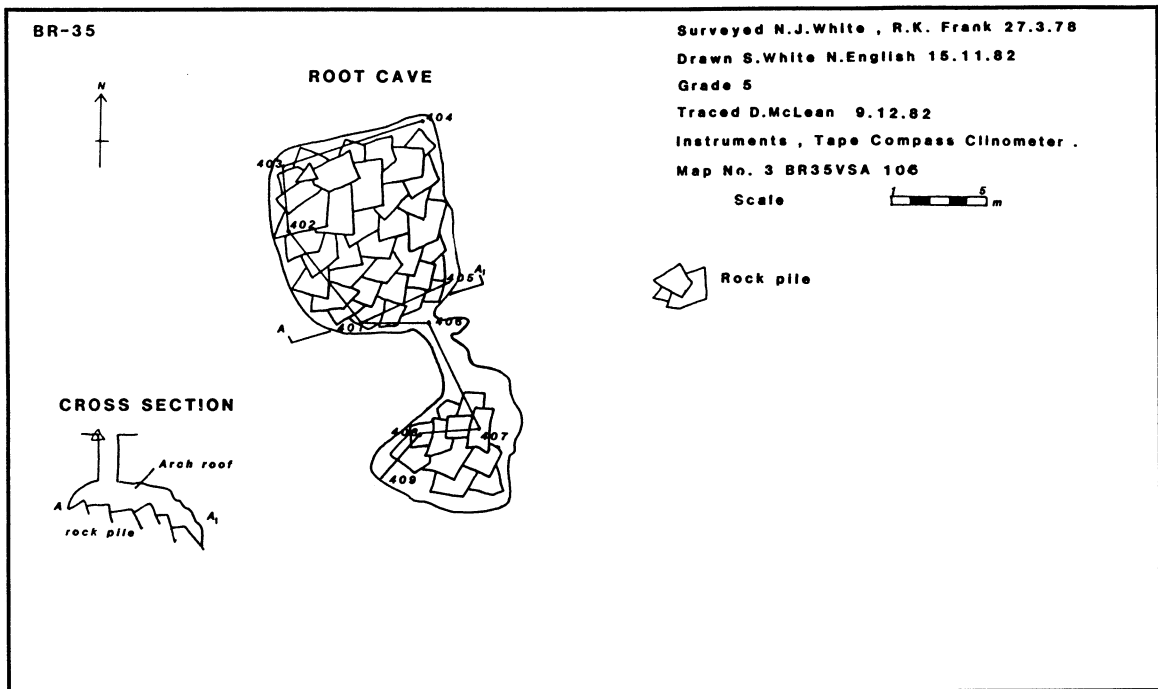 BR-35
Surveyed N.J.White , R.K. Frank 27.3.78
Drawn S.White N.English 15.11.82
Grade 5
Traced D.McLean 9.12.82
Instruments , Tape Compass Clinometer .
Map No. 3 BR35VSA 106
Scale
1 5 m
N
ROOT CAVE
404
403
402
A1
405
Rock pile
406
A
401
CROSS SECTION
408
407
Arch roof
409
A
A1
rock pile